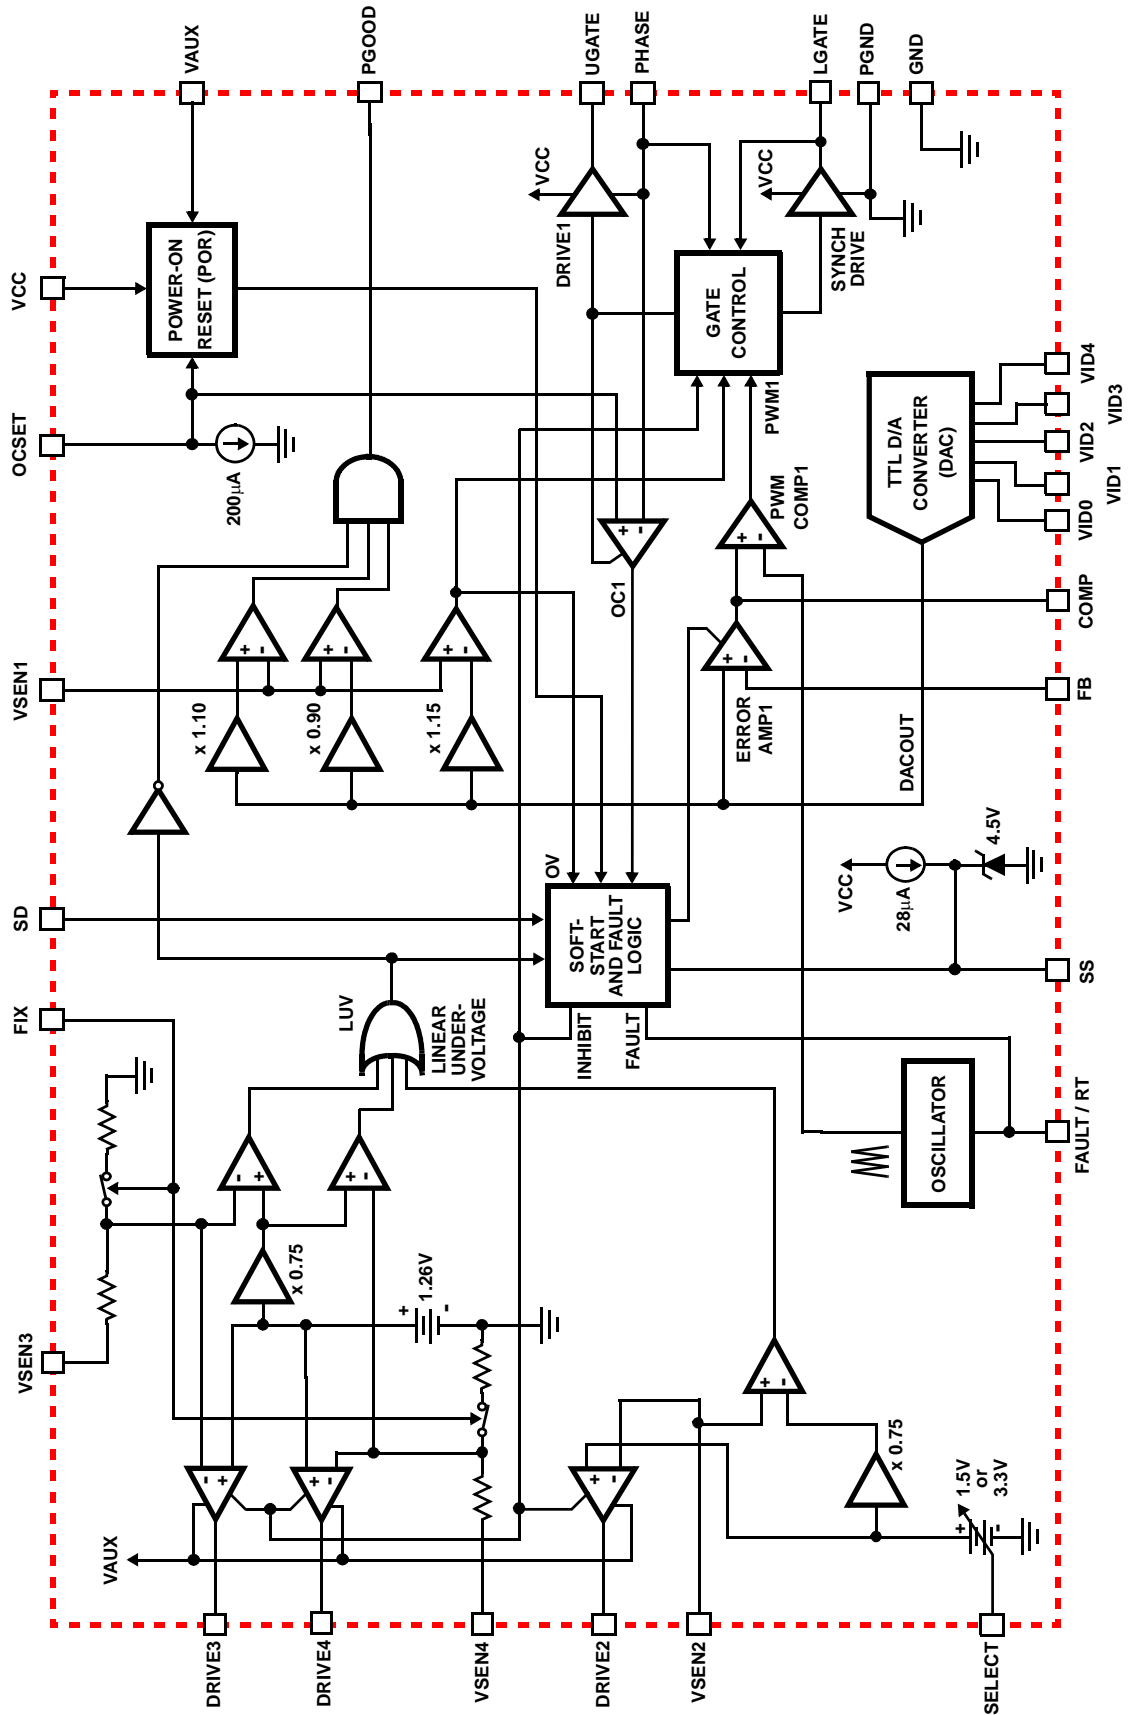 VSEN3
FIX
SD
VSEN1
OCSET
VCC
VAUX
POWER-ON
RESET (POR)
200μA
PGOOD
x 1.10
x 0.90
x 1.15
+
-
+
-
+
-
-
+
+
-
x 0.75
LUV
LINEAR
UNDER-
VOLTAGE
1.26V
+
-
VAUX
-
+
+
-
DRIVE3
DRIVE4
VSEN4
DRIVE2
+
-
VSEN2
+
-
x 0.75
1.5V
or
3.3V
+
-
SELECT
INHIBIT
FAULT
OV
SOFT-
START
AND FAULT
LOGIC
OC1
+
-
DRIVE1
VCC
UGATE
PHASE
GATE
CONTROL
PWM1
SYNCH
DRIVE
VCC
LGATE
PGND
GND
PWM
COMP1
+
-
ERROR
AMP1
+
-
DACOUT
TTL D/A
CONVERTER
(DAC)
VCC
28μA
4.5V
OSCILLATOR
FAULT / RT
SS
FB
COMP
VID0
VID1
VID2
VID3
VID4